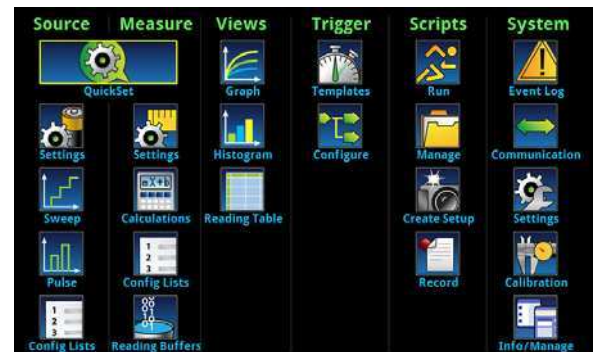 Source Measure Views Trigger Scripts System
QuickSet Graph Templates Run Event Log
Settings Settings Histogram Configure Manage Communication
Sweep Calculations Reading Table Create Setup Settings
Pulse Config Lists Record Calibration
Config Lists Reading Buffers Info/Manage